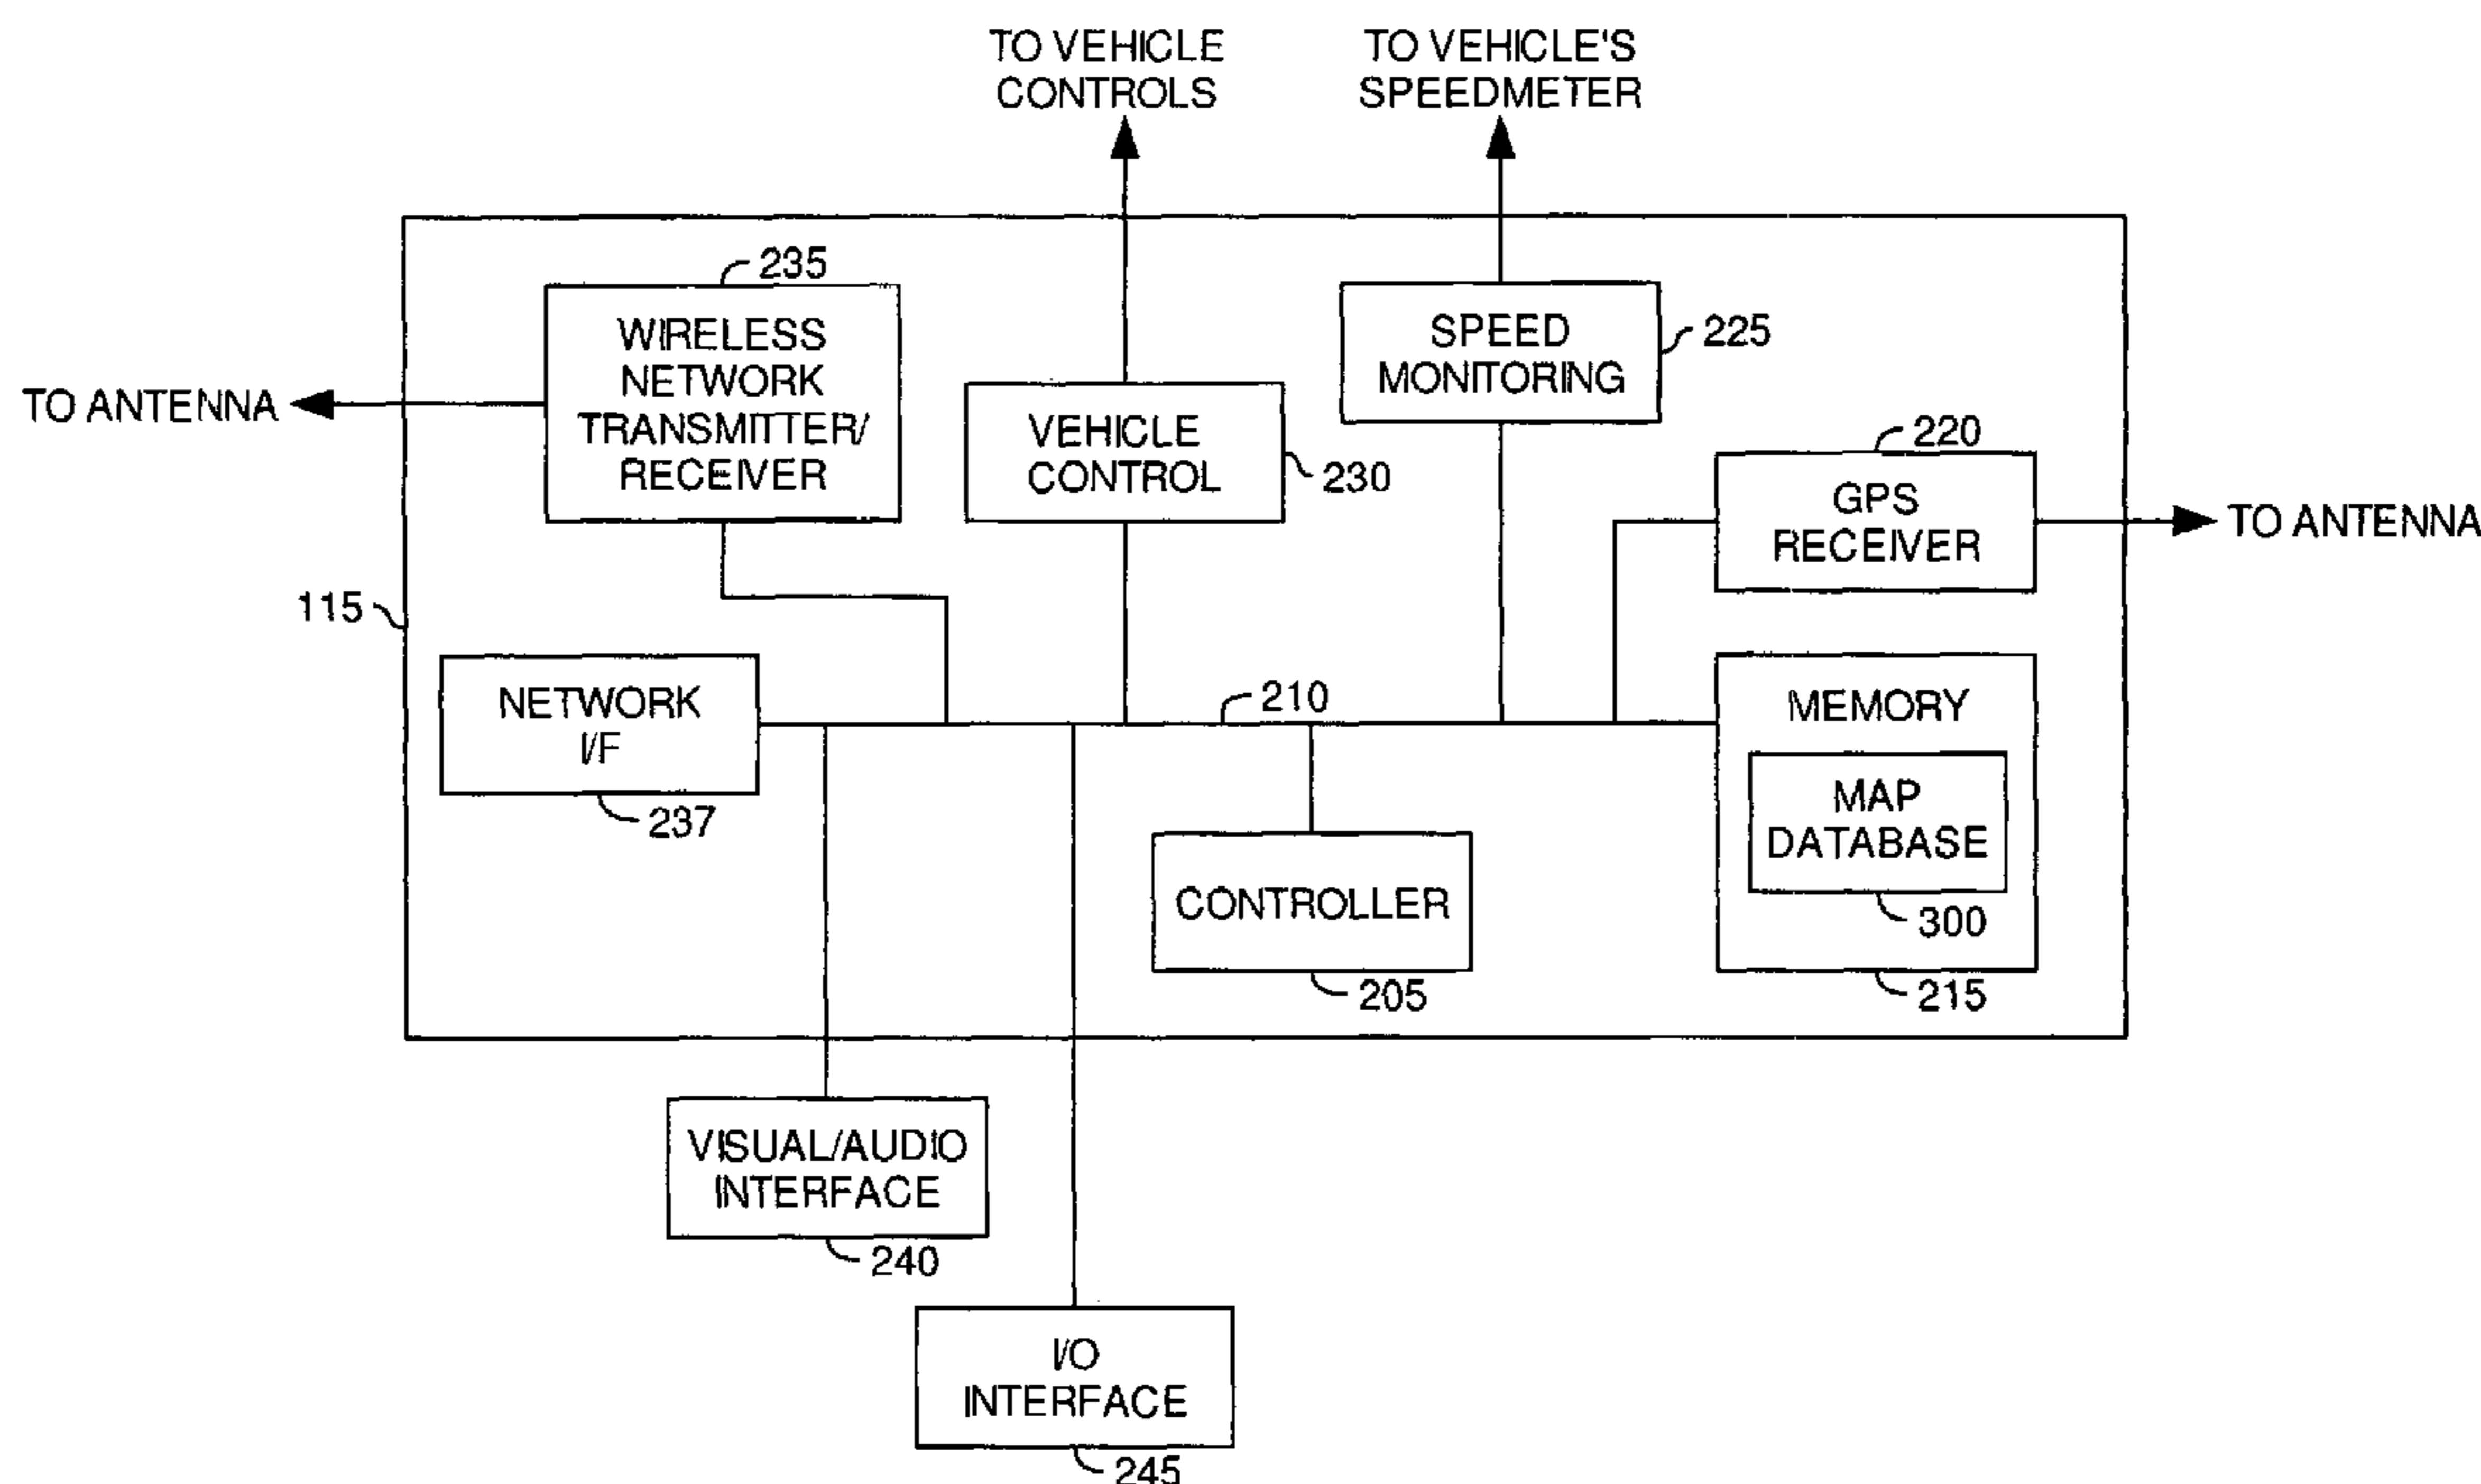 TO VEHICLE
CONTROLS
TO VEHICLE'S
SPEEDMETER
235
WIRELESS
NETWORK
TRANSMITTER/
RECEIVER
TO ANTENNA
VEHICLE
CONTROL
230
SPEED
MONITORING
225
220
GPS
RECEIVER
TO ANTENNA
115
NETWORK
I/F
237
210
MEMORY
MAP
DATABASE
300
215
CONTROLLER
205
VISUAL/AUDIO
INTERFACE
240
I/O
INTERFACE
245